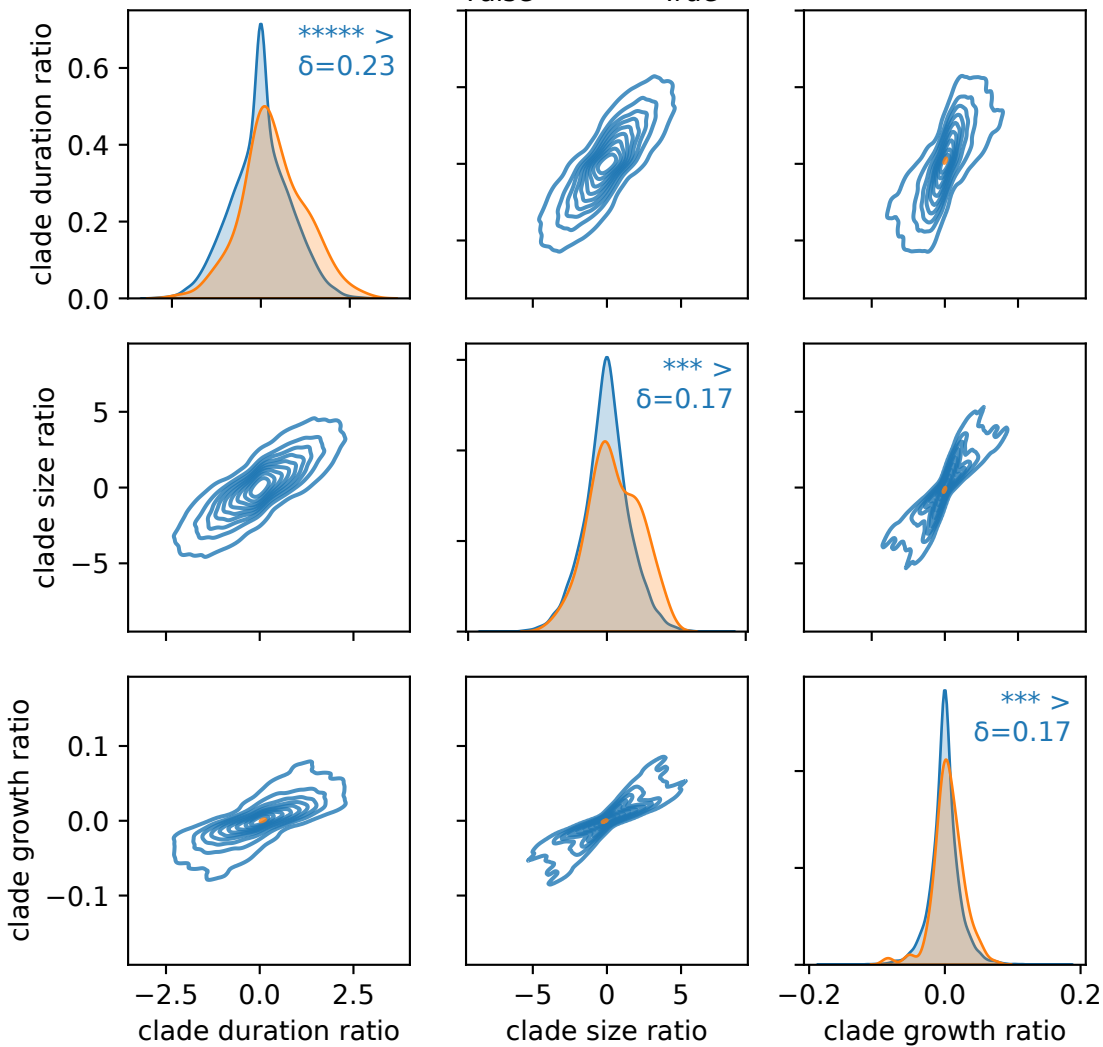 ***** >
δ=0.23
clade duration ratio
0.6
0.4
0.2
0.0
*** >
δ=0.17
clade size ratio
5
0
−5
*** >
δ=0.17
clade growth ratio
0.1
0.0
−0.1
−2.5 0.0 2.5
−5 0 5
−0.2 0.0 0.2
clade duration ratio
clade size ratio
clade growth ratio